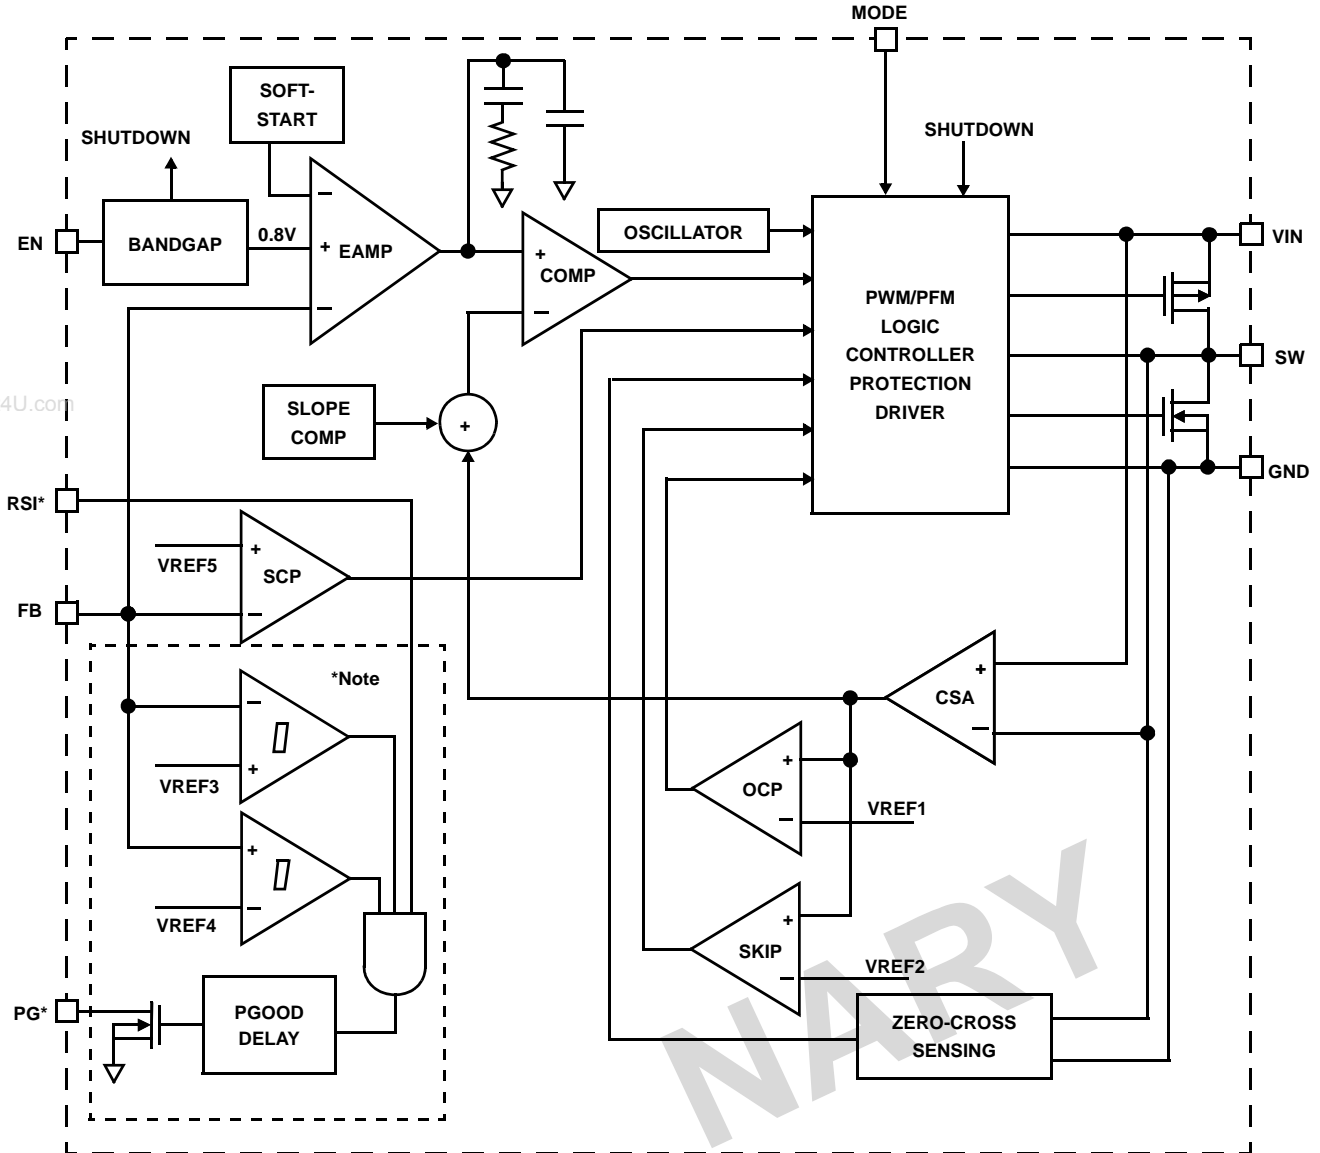 MODE
SOFT-
START
SHUTDOWN
SHUTDOWN
EN
BANDGAP
0.8V
−
+ EAMP
−
+
COMP
−
OSCILLATOR
PWM/PFM
LOGIC
CONTROLLER
PROTECTION
DRIVER
VIN
SW
GND
4U.com
SLOPE
COMP
+
RSI*
VREF5
+
SCP
−
FB
*Note
−
+
VREF3
+
−
VREF4
+
CSA
−
+
OCP
−
VREF1
+
SKIP
−
VREF2
PG*
PGOOD
DELAY
ZERO-CROSS
SENSING
NARY